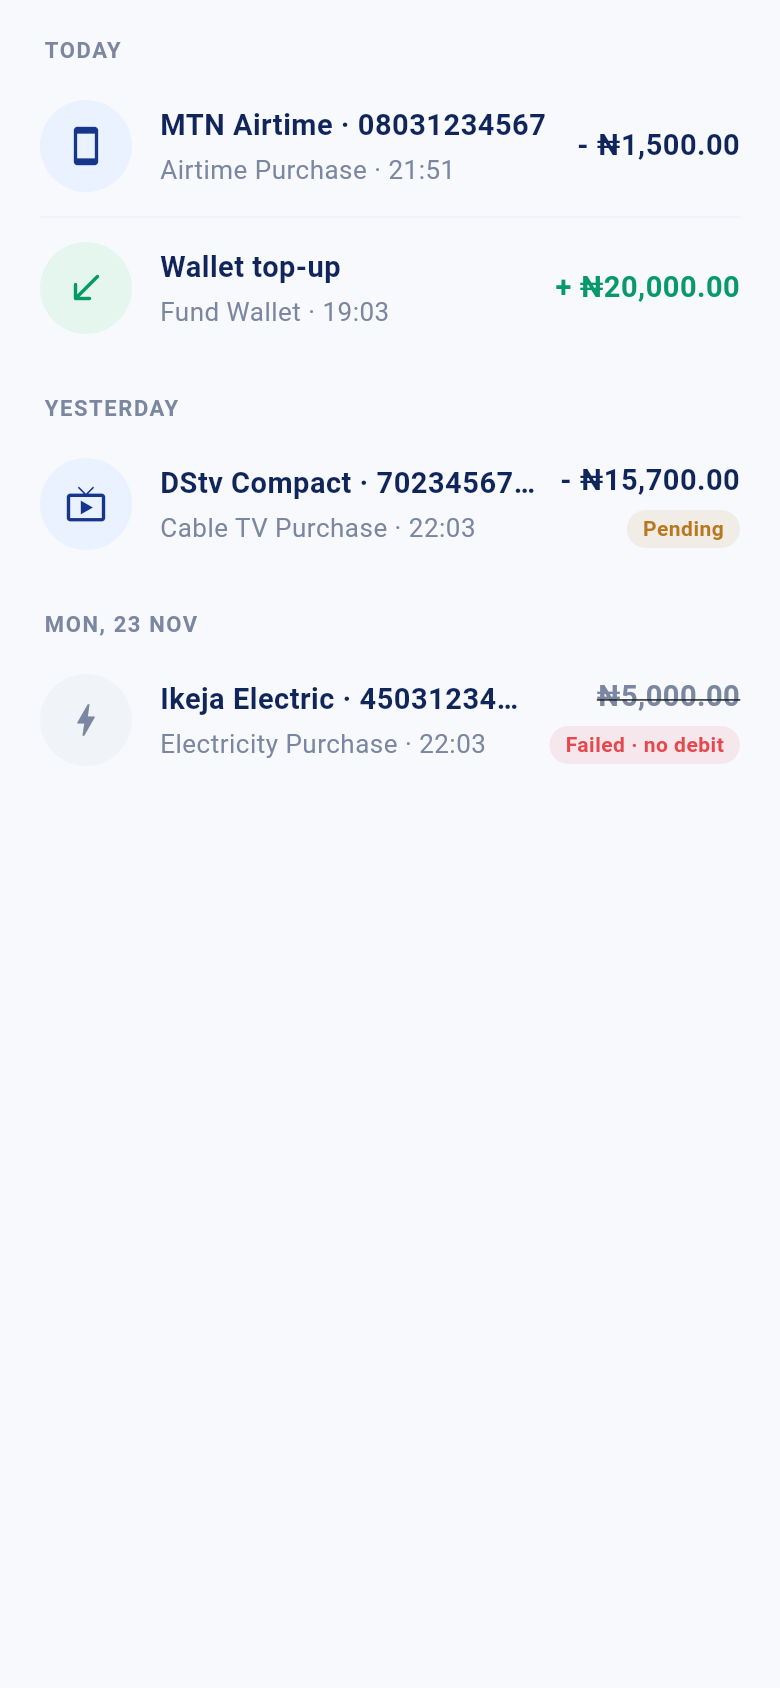 TODAY
MTN Airtime · 08031234567
- ₦1,500.00
Airtime Purchase · 21:51
Wallet top-up
+ ₦20,000.00
Fund Wallet · 19:03
YESTERDAY
DStv Compact · 70234567…
- ₦15,700.00
Cable TV Purchase · 22:03
Pending
MON, 23 NOV
Ikeja Electric · 45031234…
₦5,000.00
Electricity Purchase · 22:03
Failed · no debit